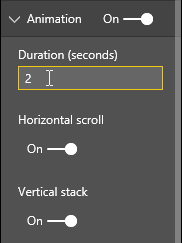 Animation On
Duration (seconds)
2
Horizontal scroll
On
Vertical stack
On